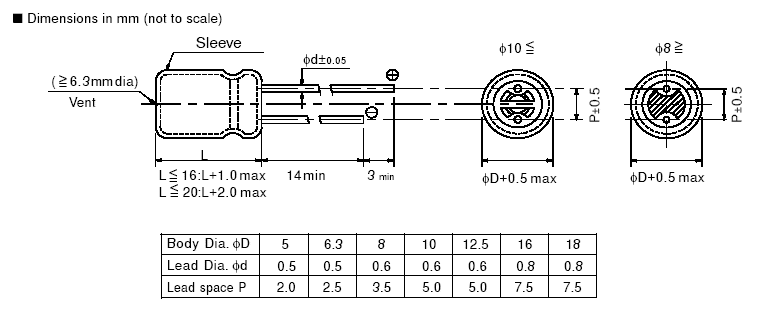 ■ Dimensions in mm (not to scale)
Sleeve
ϕd±0.05
ϕ10 ≦
ϕ8 ≧
(≧6.3mmdia)
Vent
⊕
⊖
P±0.5
P±0.5
L
L≦ 16:L+1.0 max
L≦ 20:L+2.0 max
14 min
3 min
ϕD+0.5 max
ϕD+0.5 max
Body Dia. ϕD 5 6.3 8 10 12.5 16 18
Lead Dia. ϕd 0.5 0.5 0.6 0.6 0.6 0.8 0.8
Lead space P 2.0 2.5 3.5 5.0 5.0 7.5 7.5